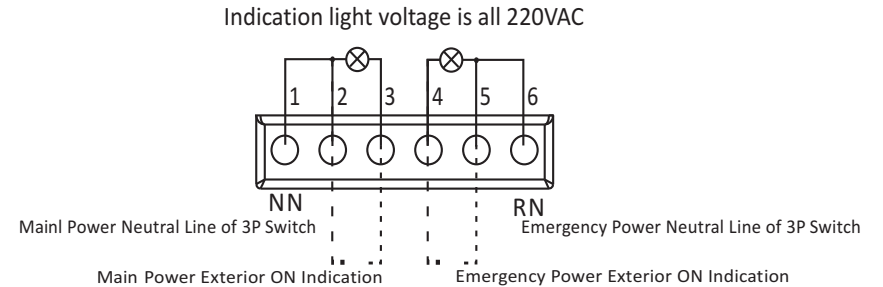 Indication light voltage is all 220VAC
1 2 3 4 5 6
NN RN
Mainl Power Neutral Line of 3P Switch Emergency Power Neutral Line of 3P Switch
Main Power Exterior ON Indication Emergency Power Exterior ON Indication